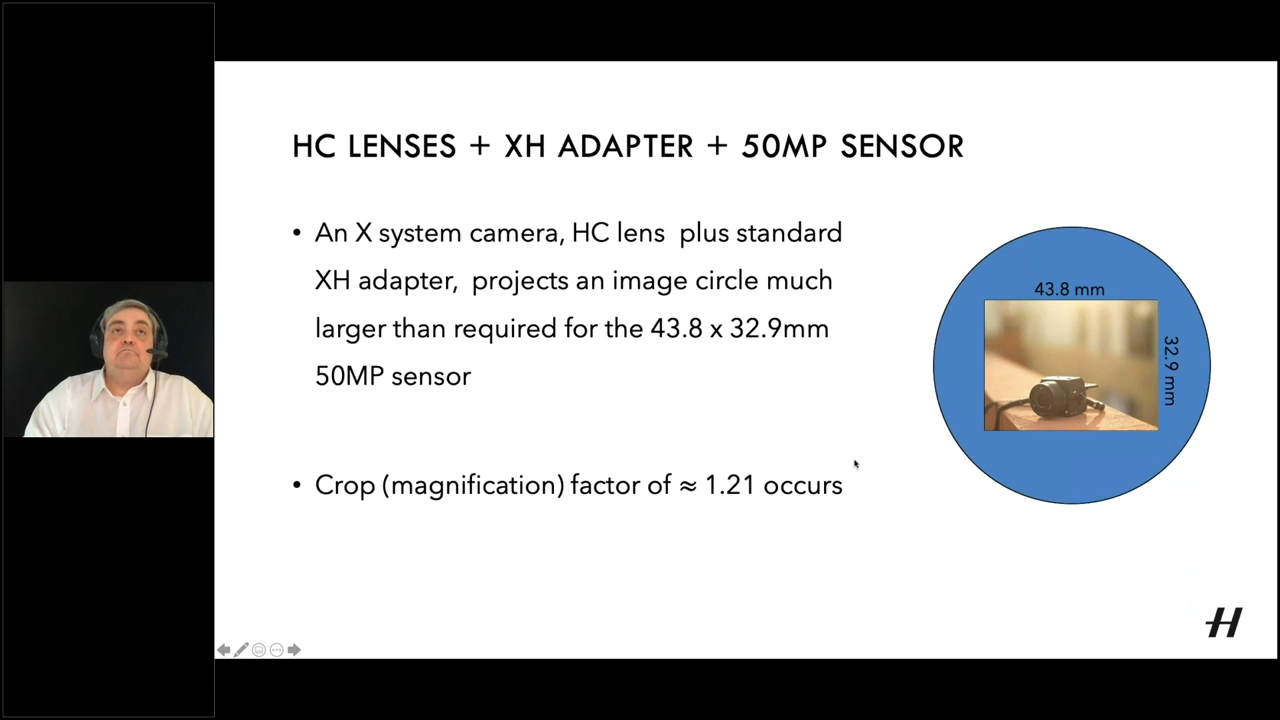 HC LENSES + XH ADAPTER + 50MP SENSOR
• An X system camera, HC lens plus standard
XH adapter, projects an image circle much
larger than required for the 43.8 x 32.9mm
50MP sensor
• Crop (magnification) factor of ≈ 1.21 occurs
43.8 mm
32.9 mm
H